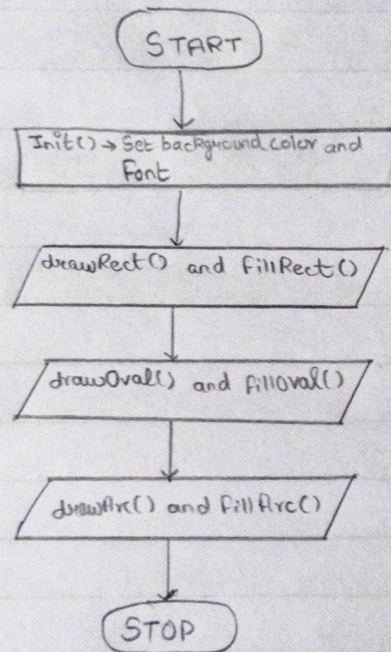 START
Init() → Set background color and
Font
drawRect() and fillRect()
drawOval() and fillOval()
drawArc() and fillArc()
STOP